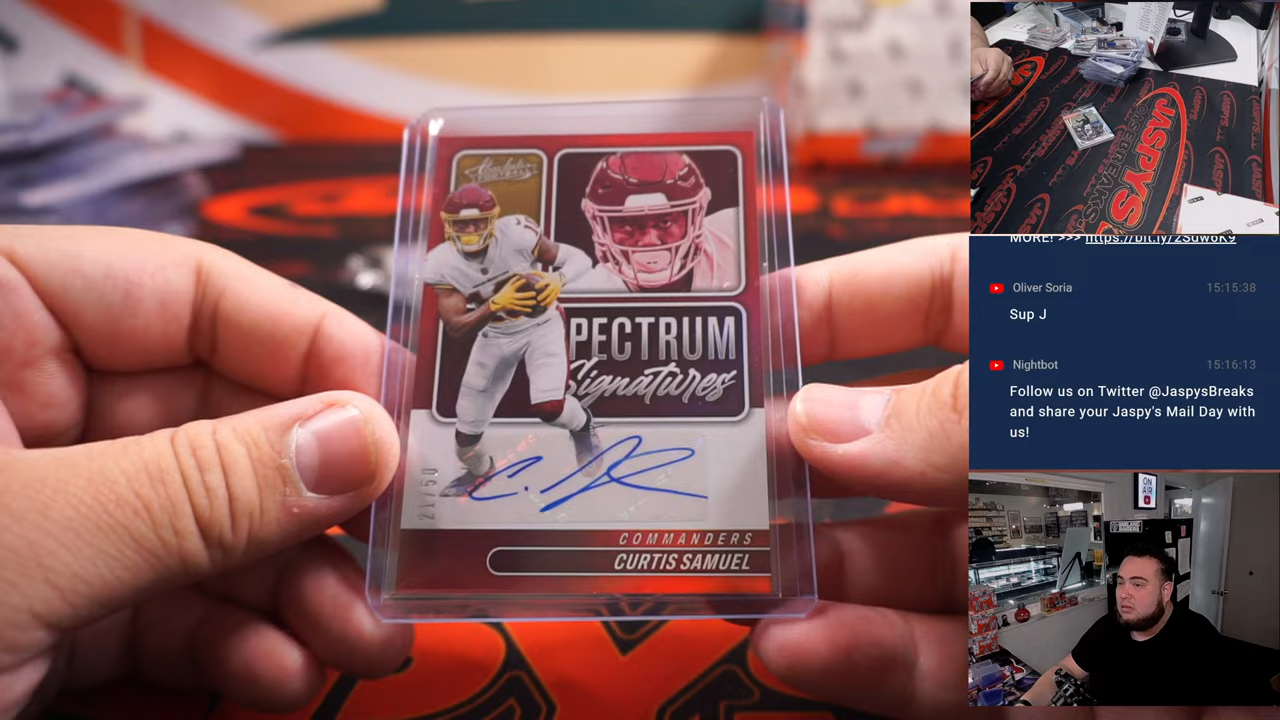 Absolute
FOOTBALL
PECTRUM
Signatures
21/50
COMMANDERS
CURTIS SAMUEL
JASPYS
CASEBREAKS
MORE! >>> https://bit.ly/2Sdw6K9
Oliver Soria 15:15:38
Sup J
Nightbot 15:16:13
Follow us on Twitter @JaspysBreaks
and share your Jaspy's Mail Day with
us!
ON
AIR